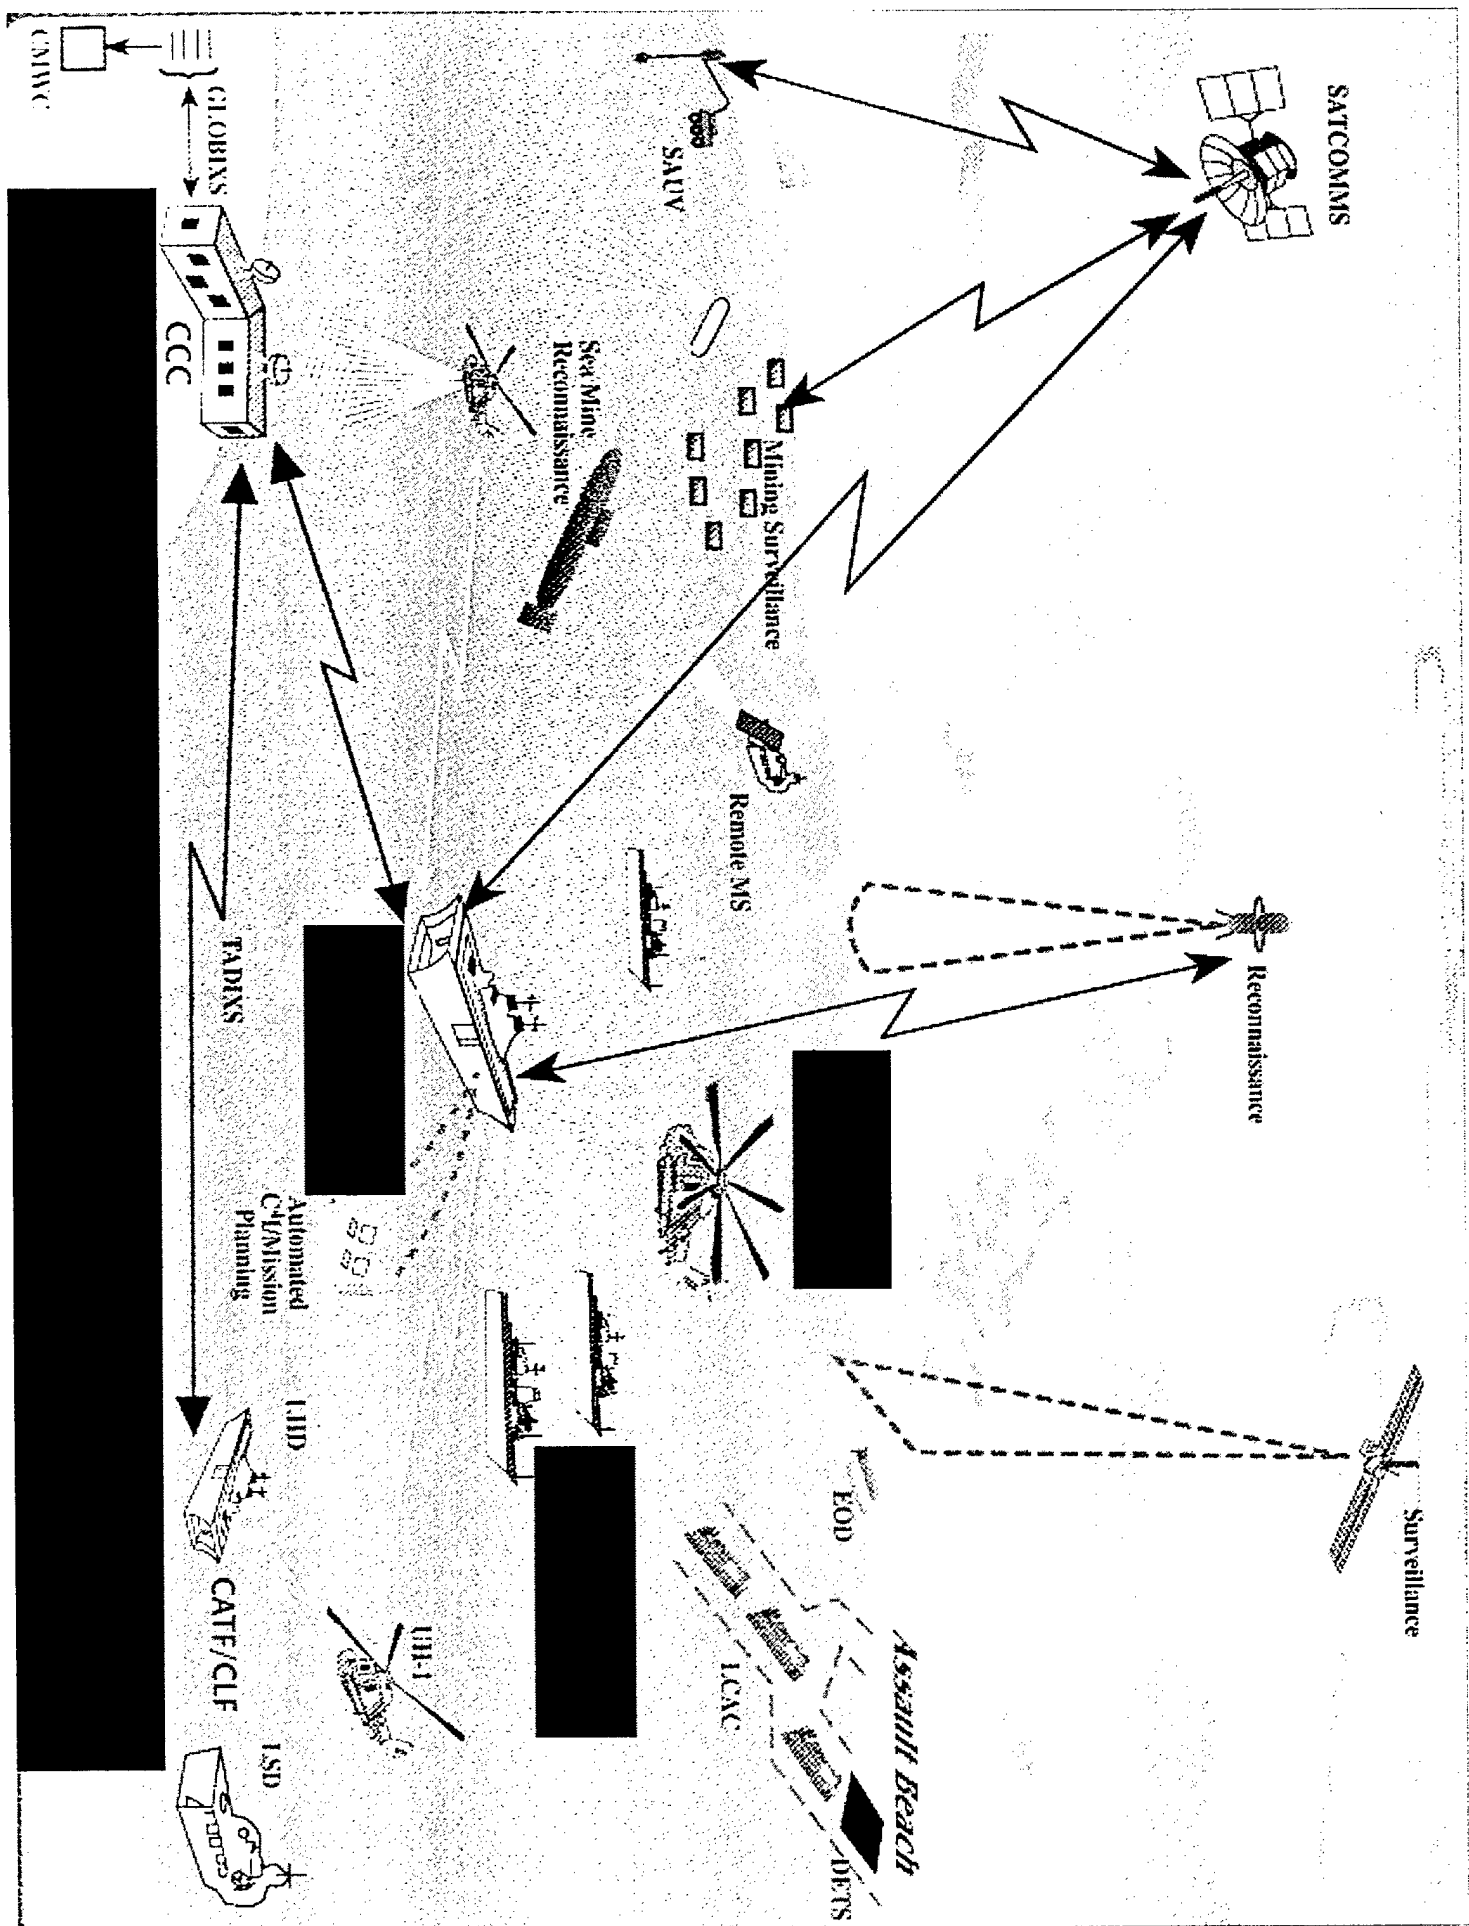 SATCOMMS
Reconnaissance
Surveillance
SAUV
Mining Surveillance
Remote MS
Sea Mine
Reconnaissance
EOD
Assault Beach
LCAC
DETS
UH-1
GLOBIXS
CMWC
CCC
TADIXS
Automated
C⁴I/Mission
Planning
LHD
CATF/CLF
LSD